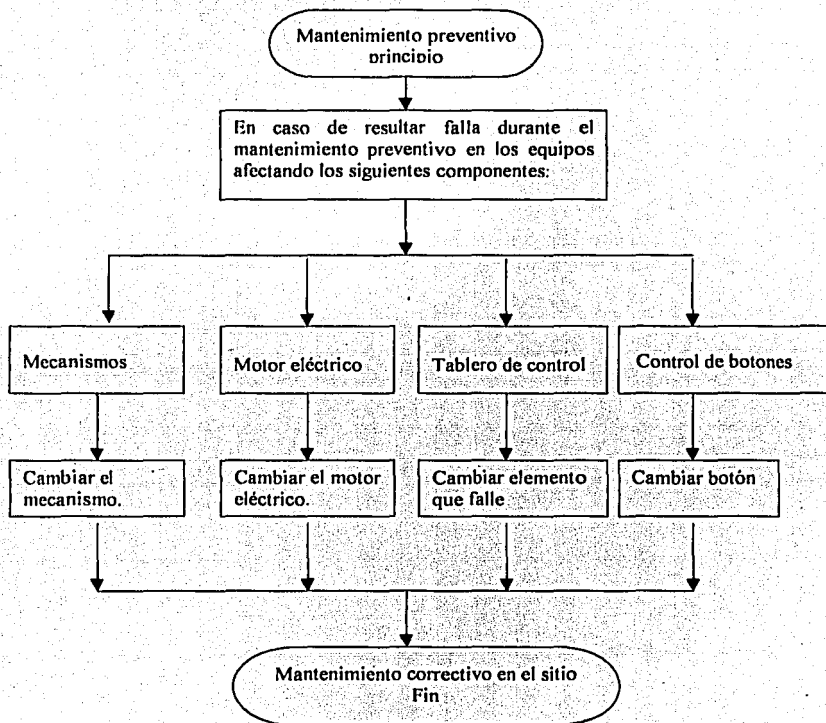 Mantenimiento preventivo
principio
En caso de resultar falla durante el
mantenimiento preventivo en los equipos
afectando los siguientes componentes:
Mecanismos
Motor eléctrico
Tablero de control
Control de botones
Cambiar el
mecanismo.
Cambiar el motor
eléctrico.
Cambiar elemento
que falle
Cambiar botón
Mantenimiento correctivo en el sitio
Fin